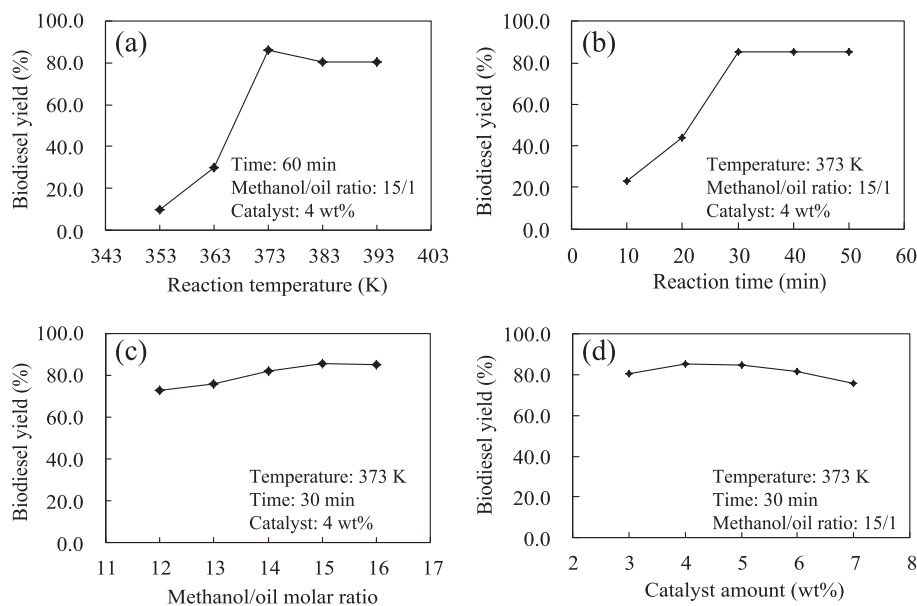 (a)
Biodiesel yield (%)
100.0
80.0
60.0
40.0
20.0
0.0
Time: 60 min
Methanol/oil ratio: 15/1
Catalyst: 4 wt%
343 353 363 373 383 393 403
Reaction temperature (K)
(b)
Biodiesel yield (%)
100.0
80.0
60.0
40.0
20.0
0.0
Temperature: 373 K
Methanol/oil ratio: 15/1
Catalyst: 4 wt%
0 10 20 30 40 50 60
Reaction time (min)
(c)
Biodiesel yield (%)
100.0
80.0
60.0
40.0
20.0
0.0
Temperature: 373 K
Time: 30 min
Catalyst: 4 wt%
11 12 13 14 15 16 17
Methanol/oil molar ratio
(d)
Biodiesel yield (%)
100.0
80.0
60.0
40.0
20.0
0.0
Temperature: 373 K
Time: 30 min
Methanol/oil ratio: 15/1
2 3 4 5 6 7 8
Catalyst amount (wt%)